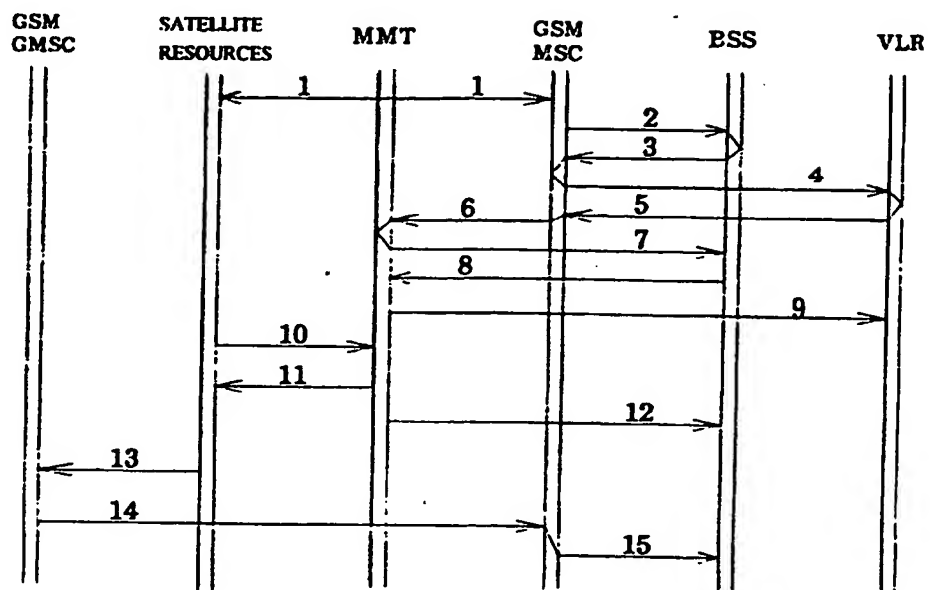 GSM
GMSC
SATELLITE
RESOURCES
MMT
GSM
MSC
BSS
VLR
1
1
2
3
4
5
6
7
8
9
10
11
12
13
14
15